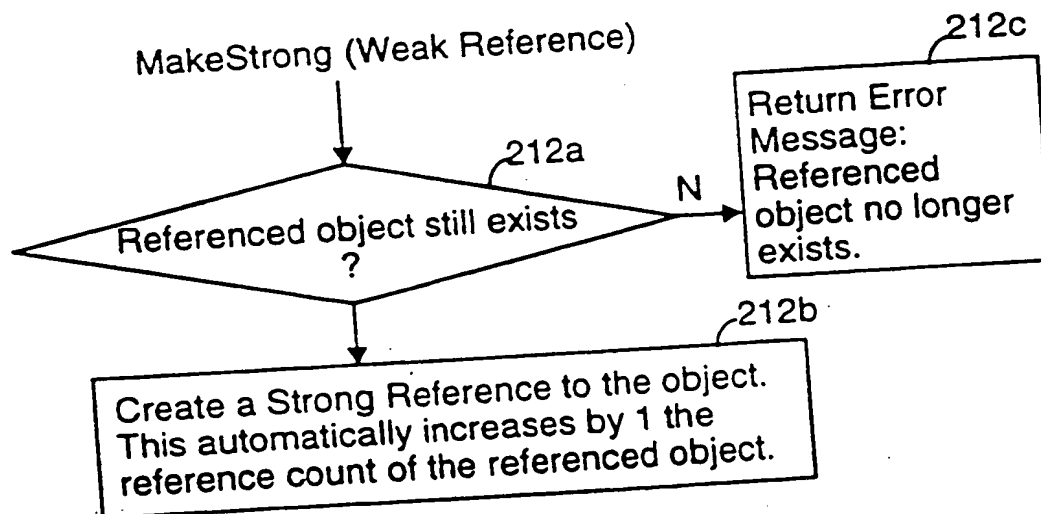 MakeStrong (Weak Reference)
212c
Return Error
Message:
Referenced
object no longer
exists.
212a
N
Referenced object still exists
?
212b
Create a Strong Reference to the object.
This automatically increases by 1 the
reference count of the referenced object.